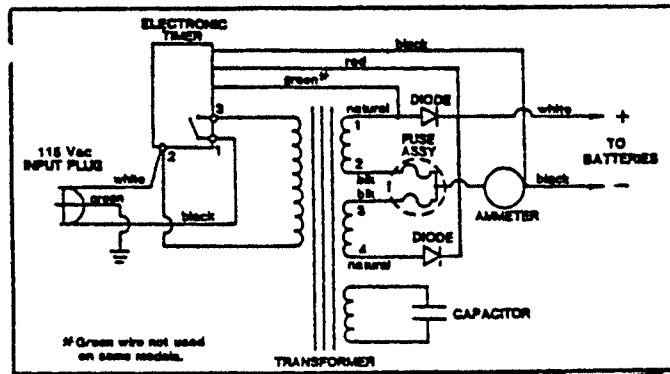 ELECTRONIC
TIMER
black
red
green #
natural
DIODE
white
+
TO
BATTERIES
-
1
3
2
1
115 Vac
INPUT PLUG
white
green
black
FUSE
ASSY
2
blk
blk
3
black
AMMETER
4
natural
DIODE
CAPACITOR
# Green wire not used
on some models.
TRANSFORMER